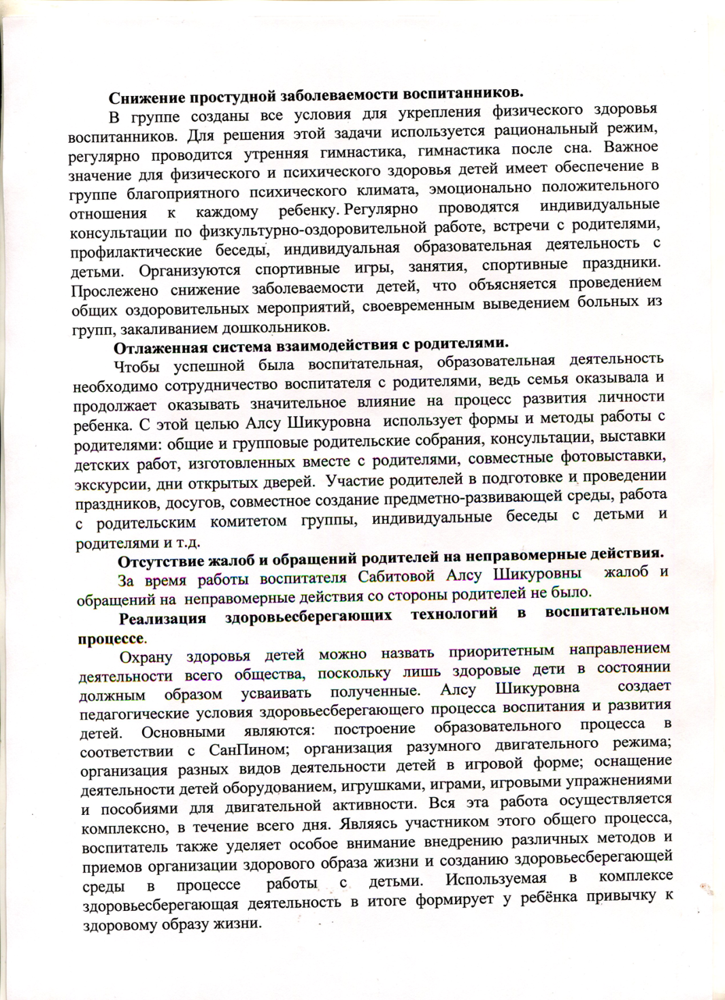 Снижение простудной заболеваемости воспитанников.
В группе созданы все условия для укрепления физического здоровья
воспитанников. Для решения этой задачи используется рациональный режим,
регулярно проводится утренняя гимнастика, гимнастика после сна. Важное
значение для физического и психического здоровья детей имеет обеспечение в
группе благоприятного психического климата, эмоционально положительного
отношения к каждому ребенку. Регулярно проводятся индивидуальные
консультации по физкультурно-оздоровительной работе, встречи с родителями,
профилактические беседы, индивидуальная образовательная деятельность с
детьми. Организуются спортивные игры, занятия, спортивные праздники.
Прослежено снижение заболеваемости детей, что объясняется проведением
общих оздоровительных мероприятий, своевременным выведением больных из
групп, закаливанием дошкольников.
Отлаженная система взаимодействия с родителями.
Чтобы успешной была воспитательная, образовательная деятельность
необходимо сотрудничество воспитателя с родителями, ведь семья оказывала и
продолжает оказывать значительное влияние на процесс развития личности
ребенка. С этой целью Алсу Шикуровна использует формы и методы работы с
родителями: общие и групповые родительские собрания, консультации, выставки
детских работ, изготовленных вместе с родителями, совместные фотовыставки,
экскурсии, дни открытых дверей. Участие родителей в подготовке и проведении
праздников, досугов, совместное создание предметно-развивающей среды, работа
с родительским комитетом группы, индивидуальные беседы с детьми и
родителями и т.д.
Отсутствие жалоб и обращений родителей на неправомерные действия.
За время работы воспитателя Сабитовой Алсу Шикуровны жалоб и
обращений на неправомерные действия со стороны родителей не было.
Реализация здоровьесберегающих технологий в воспитательном
процессе.
Охрану здоровья детей можно назвать приоритетным направлением
деятельности всего общества, поскольку лишь здоровые дети в состоянии
должным образом усваивать полученные. Алсу Шикуровна создает
педагогические условия здоровьесберегающего процесса воспитания и развития
детей. Основными являются: построение образовательного процесса в
соответствии с СанПином; организация разумного двигательного режима;
организация разных видов деятельности детей в игровой форме; оснащение
деятельности детей оборудованием, игрушками, играми, игровыми упражнениями
и пособиями для двигательной активности. Вся эта работа осуществляется
комплексно, в течение всего дня. Являясь участником этого общего процесса,
воспитатель также уделяет особое внимание внедрению различных методов и
приемов организации здорового образа жизни и созданию здоровьесберегающей
среды в процессе работы с детьми. Используемая в комплексе
здоровьесберегающая деятельность в итоге формирует у ребёнка привычку к
здоровому образу жизни.